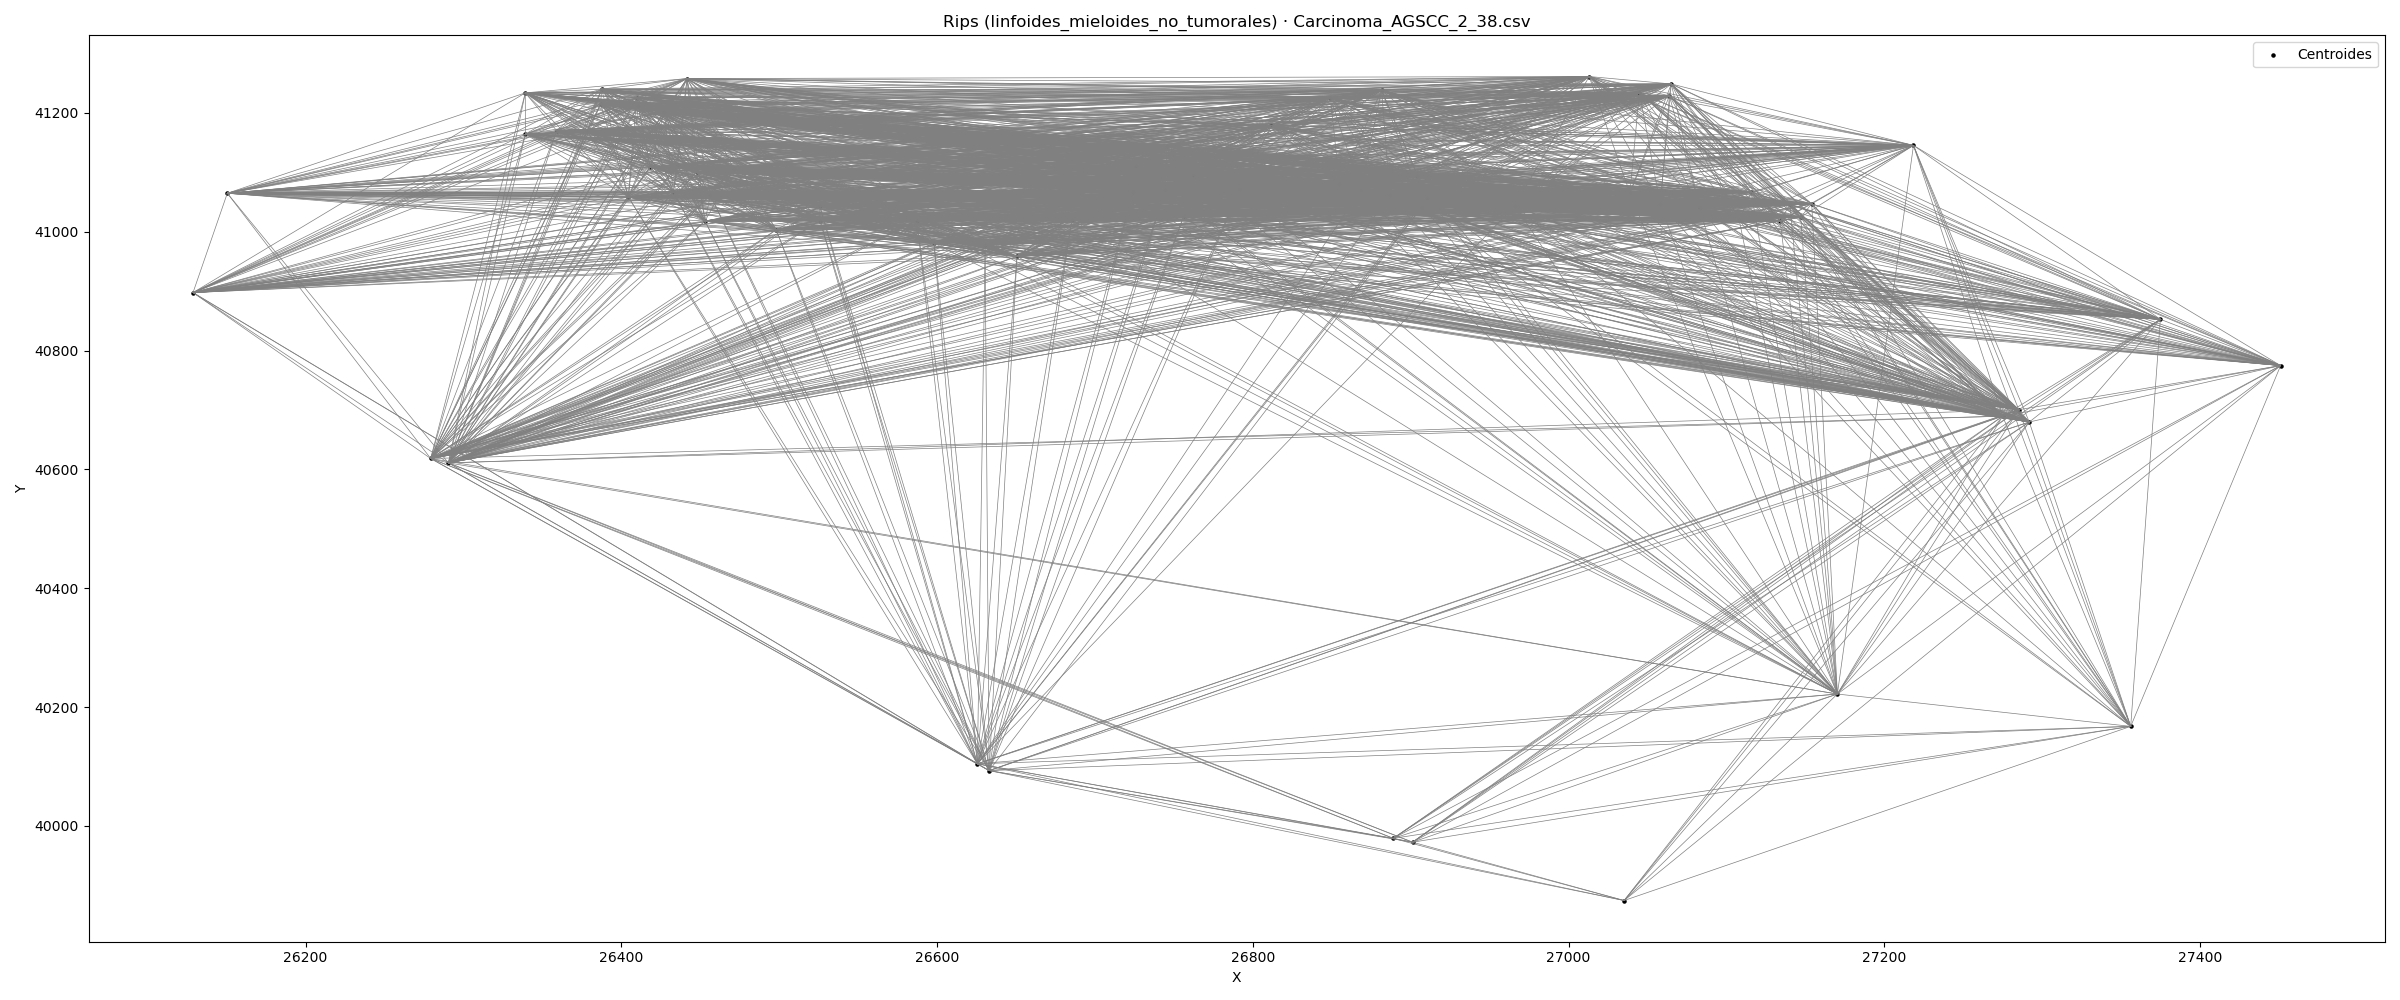 Rips (linfoides_mieloides_no_tumorales) · Carcinoma_AGSCC_2_38.csv
Centroides
41200
41000
40800
40600
40400
40200
40000
Y
26200 26400 26600 26800 27000 27200 27400
X